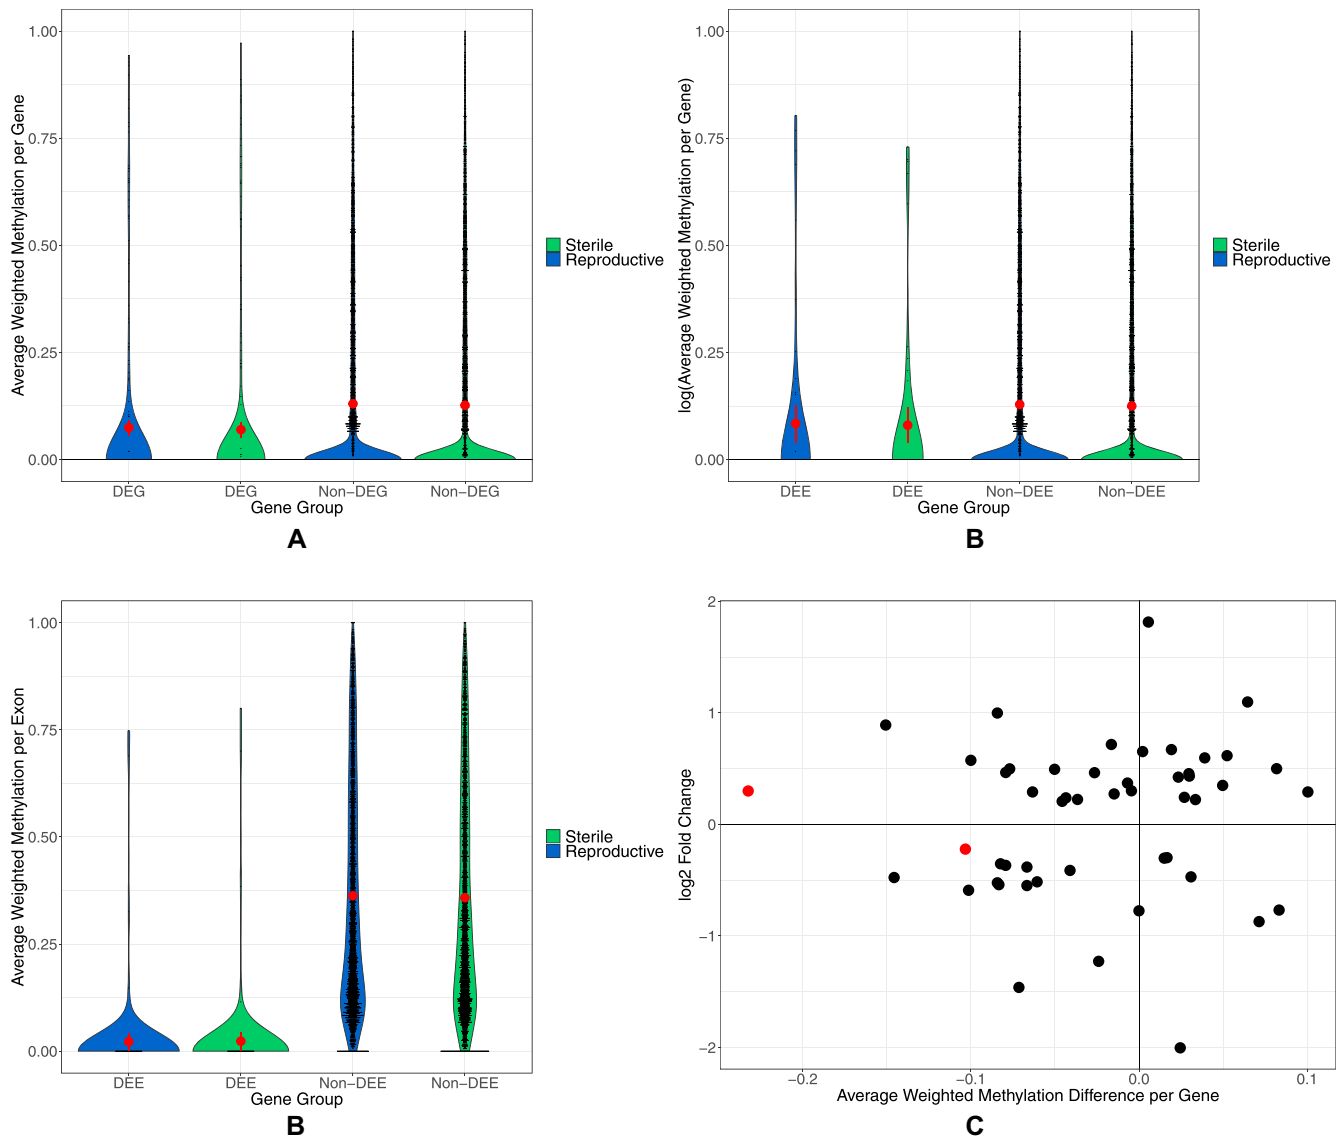 Average Weighted Methylation per Gene
1.00
0.75
0.50
0.25
0.00
DEG
DEG
Non−DEG
Non−DEG
Gene Group
Sterile
Reproductive
A
log(Average Weighted Methylation per Gene)
1.00
0.75
0.50
0.25
0.00
DEE
DEE
Non−DEE
Non−DEE
Gene Group
Sterile
Reproductive
B
Average Weighted Methylation per Exon
1.00
0.75
0.50
0.25
0.00
DEE
DEE
Non−DEE
Non−DEE
Gene Group
Sterile
Reproductive
B
log2 Fold Change
2
1
0
−1
−2
−0.2
−0.1
0.0
0.1
Average Weighted Methylation Difference per Gene
C